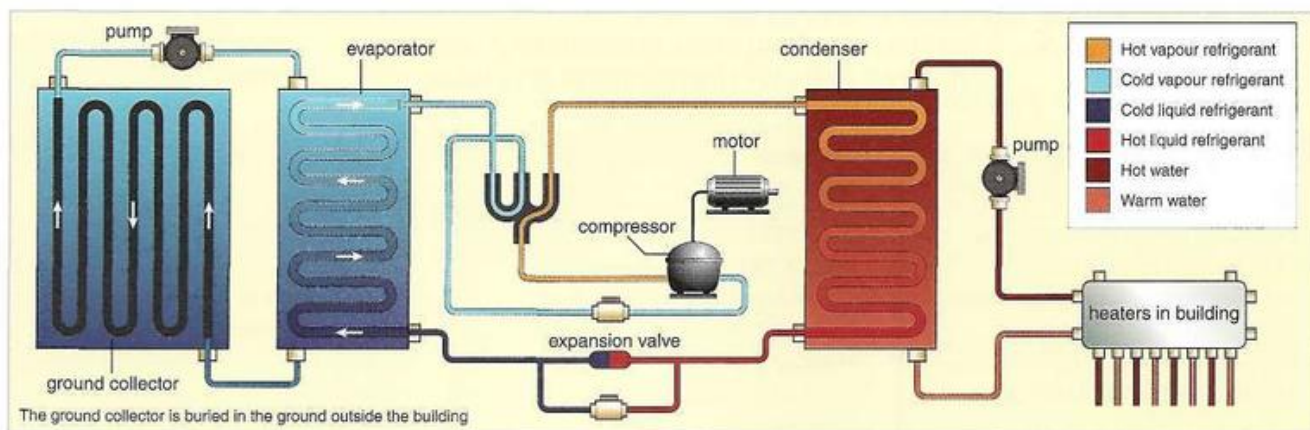 pump
evaporator
condenser
Hot vapour refrigerant
Cold vapour refrigerant
Cold liquid refrigerant
Hot liquid refrigerant
Hot water
Warm water
motor
pump
compressor
heaters in building
expansion valve
ground collector
The ground collector is buried in the ground outside the building